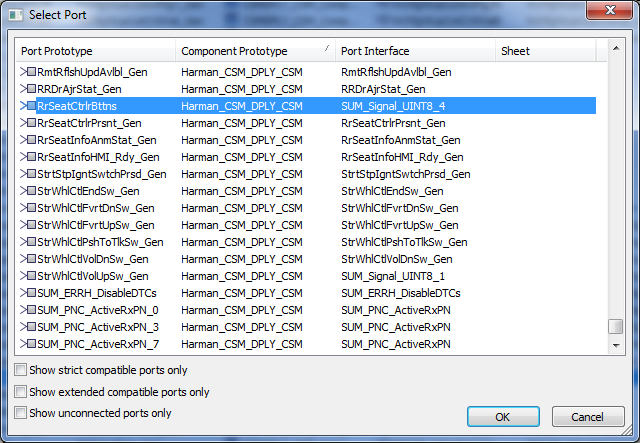 Select Port
Port Prototype Component Prototype Port Interface Sheet
RmtRflshUpdAvlbl_Gen Harman_CSM_DPLY_CSM RmtRflshUpdAvlbl_Gen
RRDrAjrStat_Gen Harman_CSM_DPLY_CSM RRDrAjrStat_Gen
RrSeatCtrlrBttns Harman_CSM_DPLY_CSM SUM_Signal_UINT8_4
RrSeatCtrlrPrsnt_Gen Harman_CSM_DPLY_CSM RrSeatCtrlrPrsnt_Gen
RrSeatInfoAnmStat_Gen Harman_CSM_DPLY_CSM RrSeatInfoAnmStat_Gen
RrSeatInfoHMI_Rdy_Gen Harman_CSM_DPLY_CSM RrSeatInfoHMI_Rdy_Gen
StrtStpIgntSwtchPrsd_Gen Harman_CSM_DPLY_CSM StrtStpIgntSwtchPrsd_Gen
StrWhlCtlEndSw_Gen Harman_CSM_DPLY_CSM StrWhlCtlEndSw_Gen
StrWhlCtlFvrtDnSw_Gen Harman_CSM_DPLY_CSM StrWhlCtlFvrtDnSw_Gen
StrWhlCtlFvrtUpSw_Gen Harman_CSM_DPLY_CSM StrWhlCtlFvrtUpSw_Gen
StrWhlCtlPshToTlkSw_Gen Harman_CSM_DPLY_CSM StrWhlCtlPshToTlkSw_Gen
StrWhlCtlVolDnSw_Gen Harman_CSM_DPLY_CSM StrWhlCtlVolDnSw_Gen
StrWhlCtlVolUpSw_Gen Harman_CSM_DPLY_CSM SUM_Signal_UINT8_1
SUM_ERRH_DisableDTCs Harman_CSM_DPLY_CSM SUM_ERRH_DisableDTCs
SUM_PNC_ActiveRxPN_0 Harman_CSM_DPLY_CSM SUM_PNC_ActiveRxPN
SUM_PNC_ActiveRxPN_3 Harman_CSM_DPLY_CSM SUM_PNC_ActiveRxPN
SUM_PNC_ActiveRxPN_7 Harman_CSM_DPLY_CSM SUM_PNC_ActiveRxPN
Show strict compatible ports only
Show extended compatible ports only
Show unconnected ports only
OK Cancel